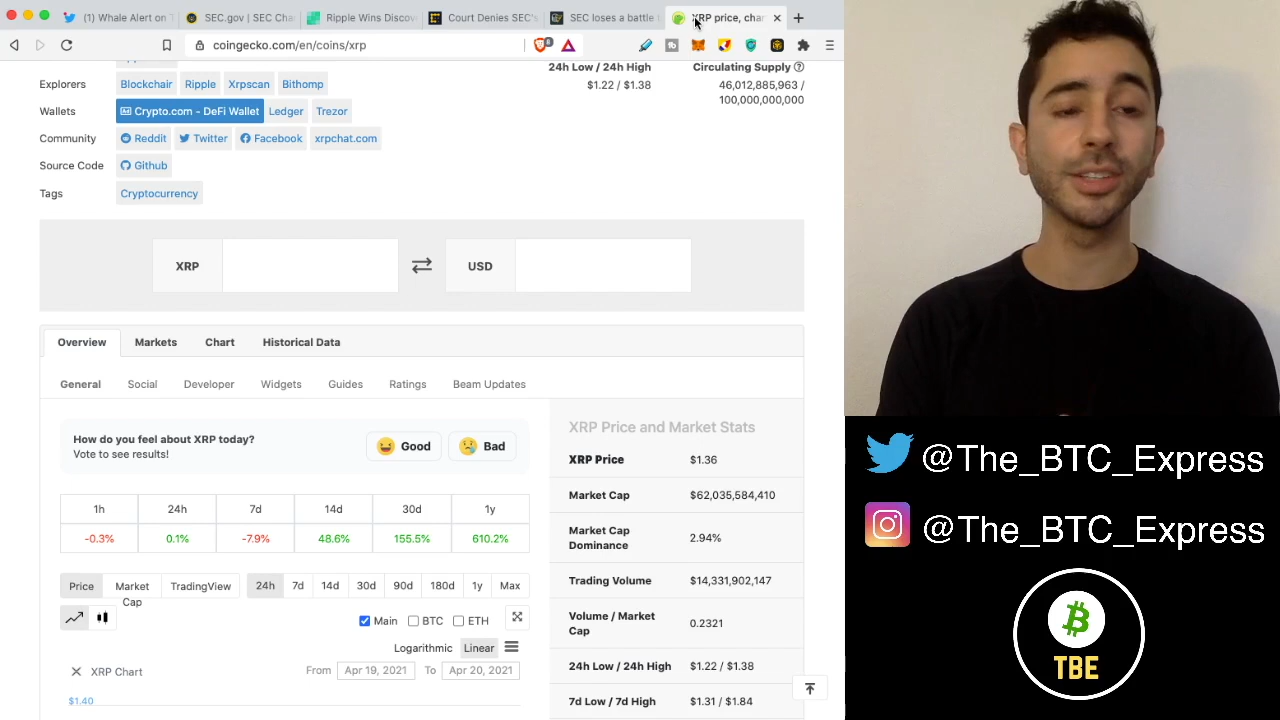 (1) Whale Alert on T
SEC.gov | SEC Cha
Ripple Wins Discov
Court Denies SEC's
SEC loses a battle t
XRP price, char
coingecko.com/en/coins/xrp
8
24h Low / 24h High
Circulating Supply
Explorers
Blockchair
Ripple
Xrpscan
Bithomp
$1.22 / $1.38
46,012,885,963 /
100,000,000,000
Wallets
Ad Crypto.com - DeFi Wallet
Ledger
Trezor
Community
Reddit
Twitter
Facebook
xrpchat.com
Source Code
Github
Tags
Cryptocurrency
XRP
USD
Overview
Markets
Chart
Historical Data
General
Social
Developer
Widgets
Guides
Ratings
Beam Updates
How do you feel about XRP today?
Vote to see results!
Good
Bad
1h
24h
7d
14d
30d
1y
-0.3%
0.1%
-7.9%
48.6%
155.5%
610.2%
Price
Market
Cap
TradingView
24h
7d
14d
30d
90d
180d
1y
Max
Main
BTC
ETH
Logarithmic
Linear
XRP Chart
From
Apr 19, 2021
To
Apr 20, 2021
$1.40
XRP Price and Market Stats
XRP Price
$1.36
Market Cap
$62,035,584,410
Market Cap
Dominance
2.94%
Trading Volume
$14,331,902,147
Volume / Market
Cap
0.2321
24h Low / 24h High
$1.22 / $1.38
7d Low / 7d High
$1.31 / $1.84
@The_BTC_Express
@The_BTC_Express
TBE